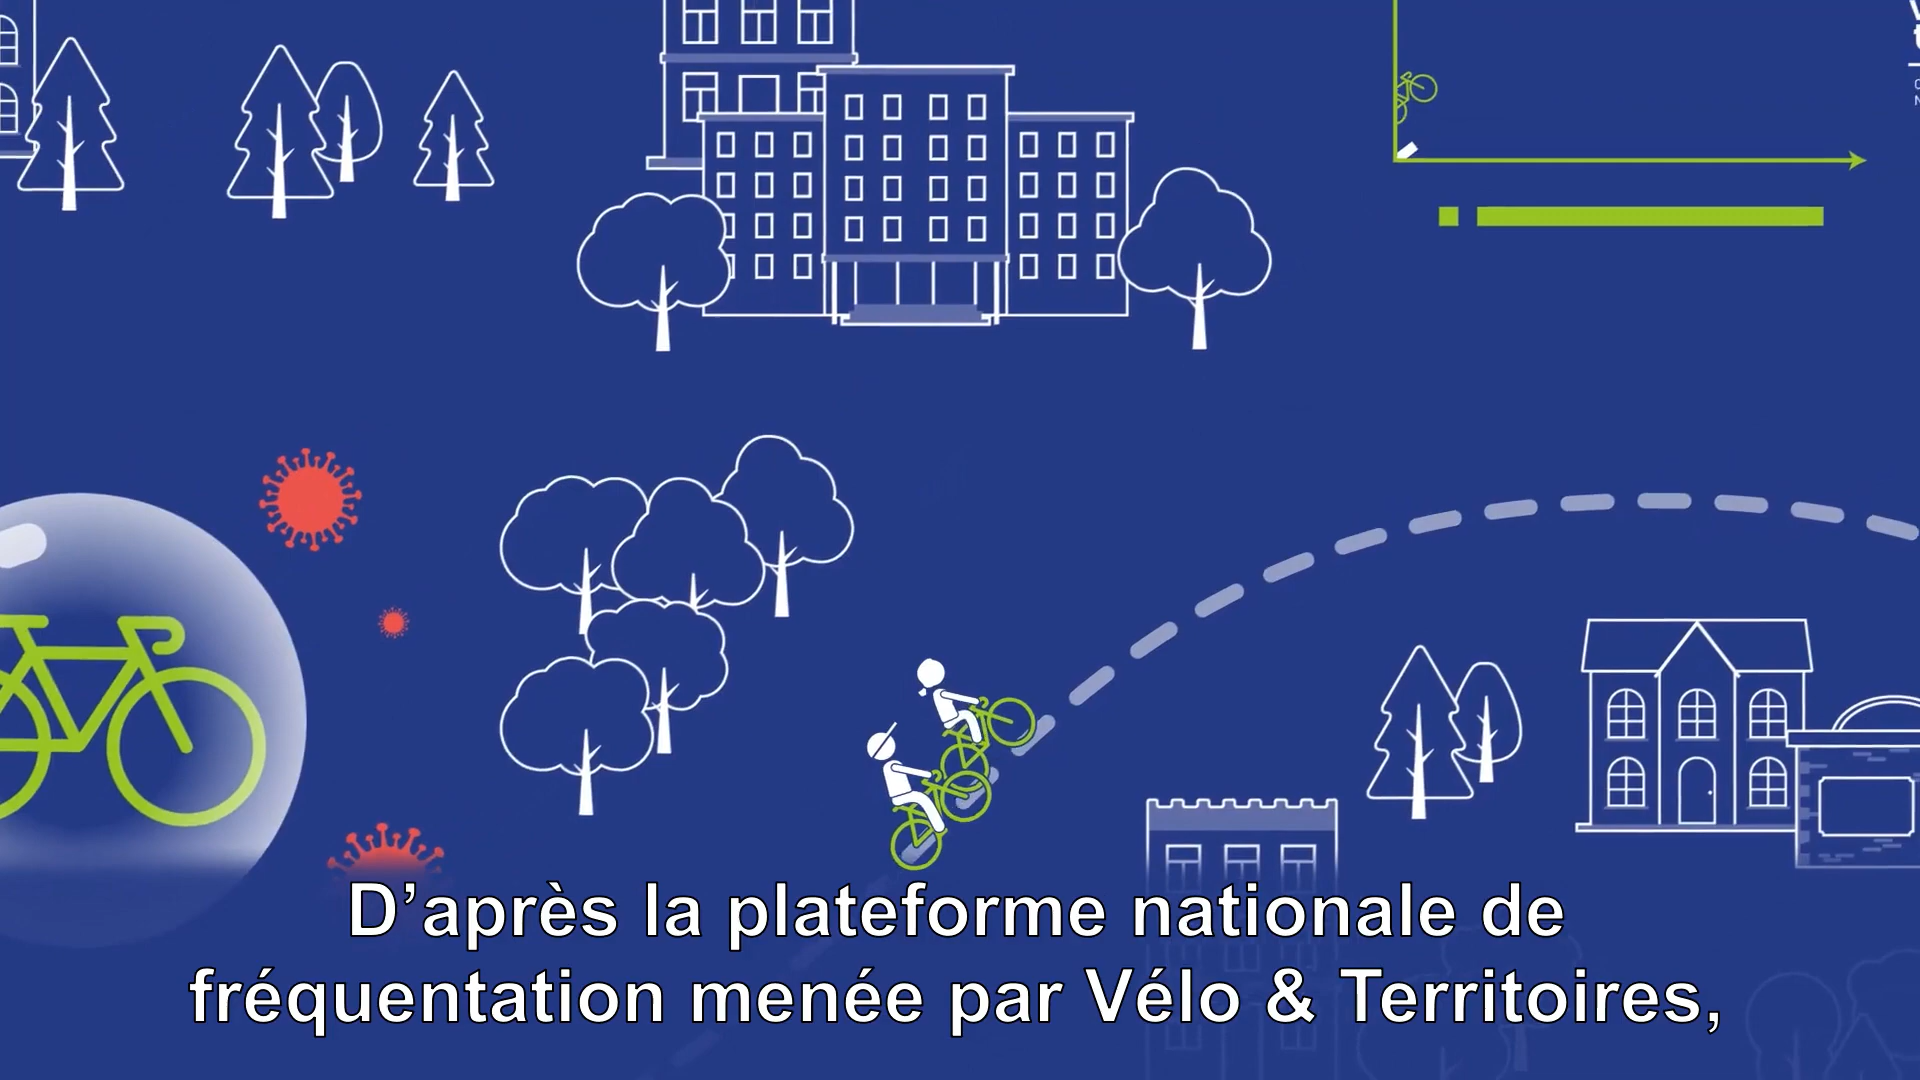 D’après la plateforme nationale de
fréquentation menée par Vélo & Territoires,